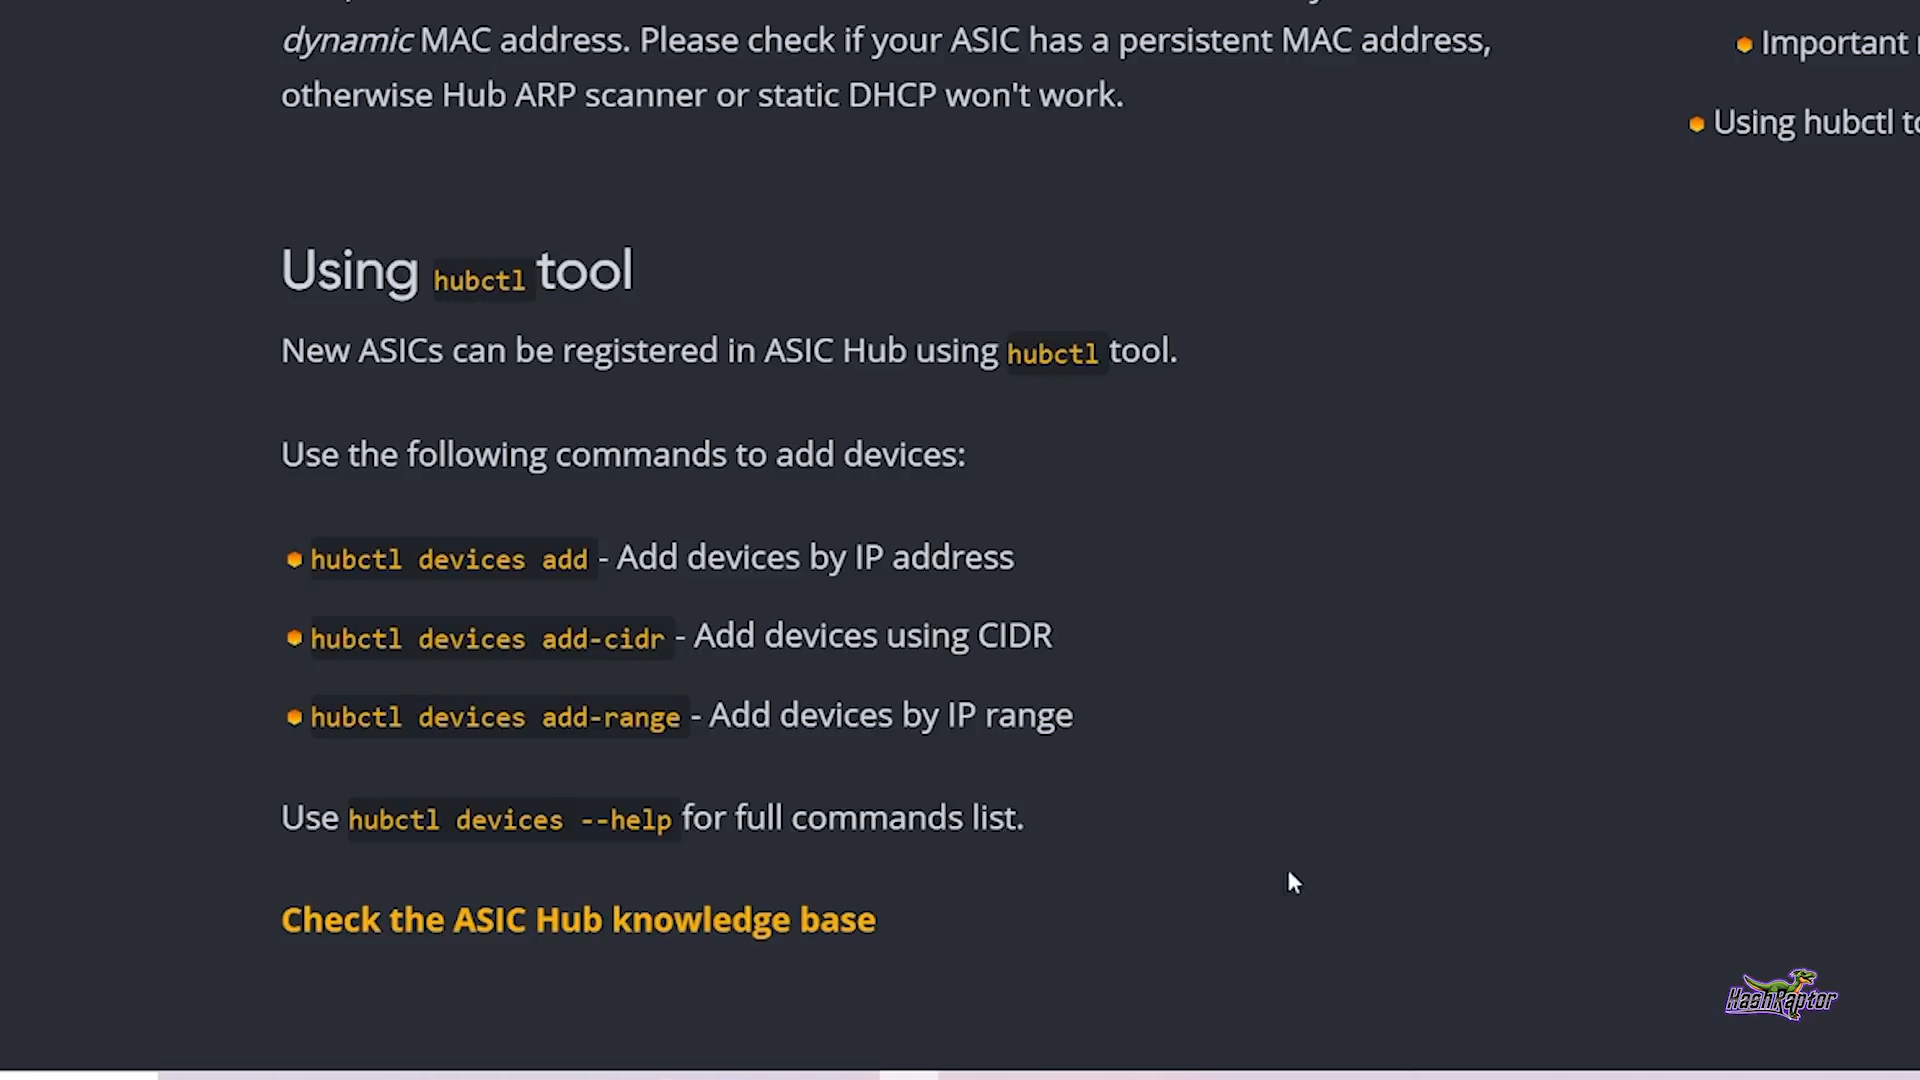 dynamic MAC address. Please check if your ASIC has a persistent MAC address,
otherwise Hub ARP scanner or static DHCP won't work.
Important
Using hubctl
Using hubctl tool
New ASICs can be registered in ASIC Hub using hubctl tool.
Use the following commands to add devices:
hubctl devices add - Add devices by IP address
hubctl devices add-cidr - Add devices using CIDR
hubctl devices add-range - Add devices by IP range
Use hubctl devices --help for full commands list.
Check the ASIC Hub knowledge base
HashRaptor